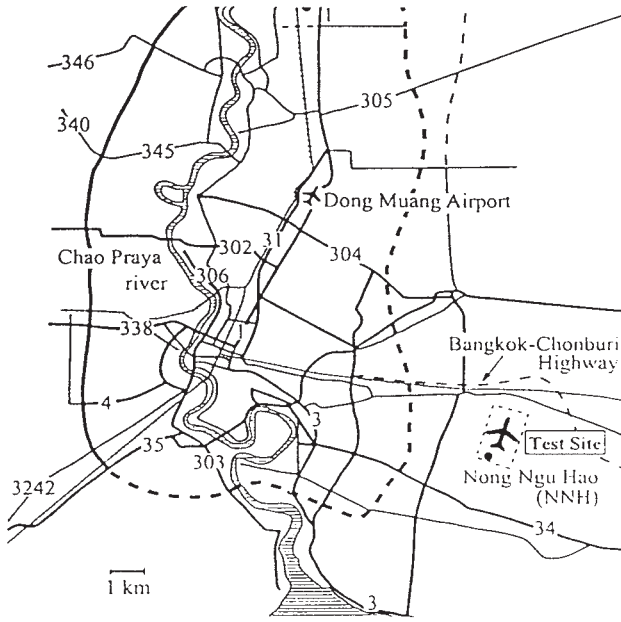 1
346
305
340
345
Dong Muang Airport
31
302
304
Chao Praya
river
306
338
1
Bangkok-Chonburi
Highway
4
3
35
Test Site
303
Nong Ngu Hao
(NNH)
3242
34
1 km
3